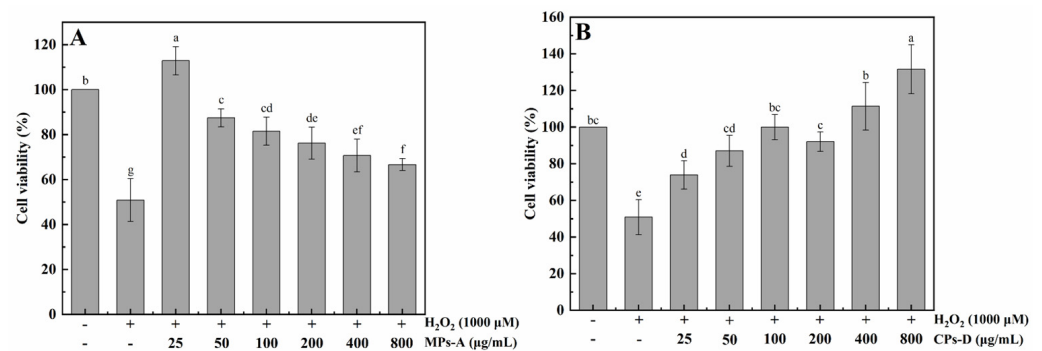 A
Cell viability (%)
120
100
80
60
40
20
0
b
g
a
c
cd
de
ef
f
- + + + + + + + H₂O₂ (1000 μM)
- - 25 50 100 200 400 800 MPs-A (μg/mL)
B
Cell viability (%)
160
140
120
100
80
60
40
20
0
bc
e
d
cd
bc
c
b
a
- + + + + + + + H₂O₂ (1000 μM)
- - 25 50 100 200 400 800 CPs-D (μg/mL)